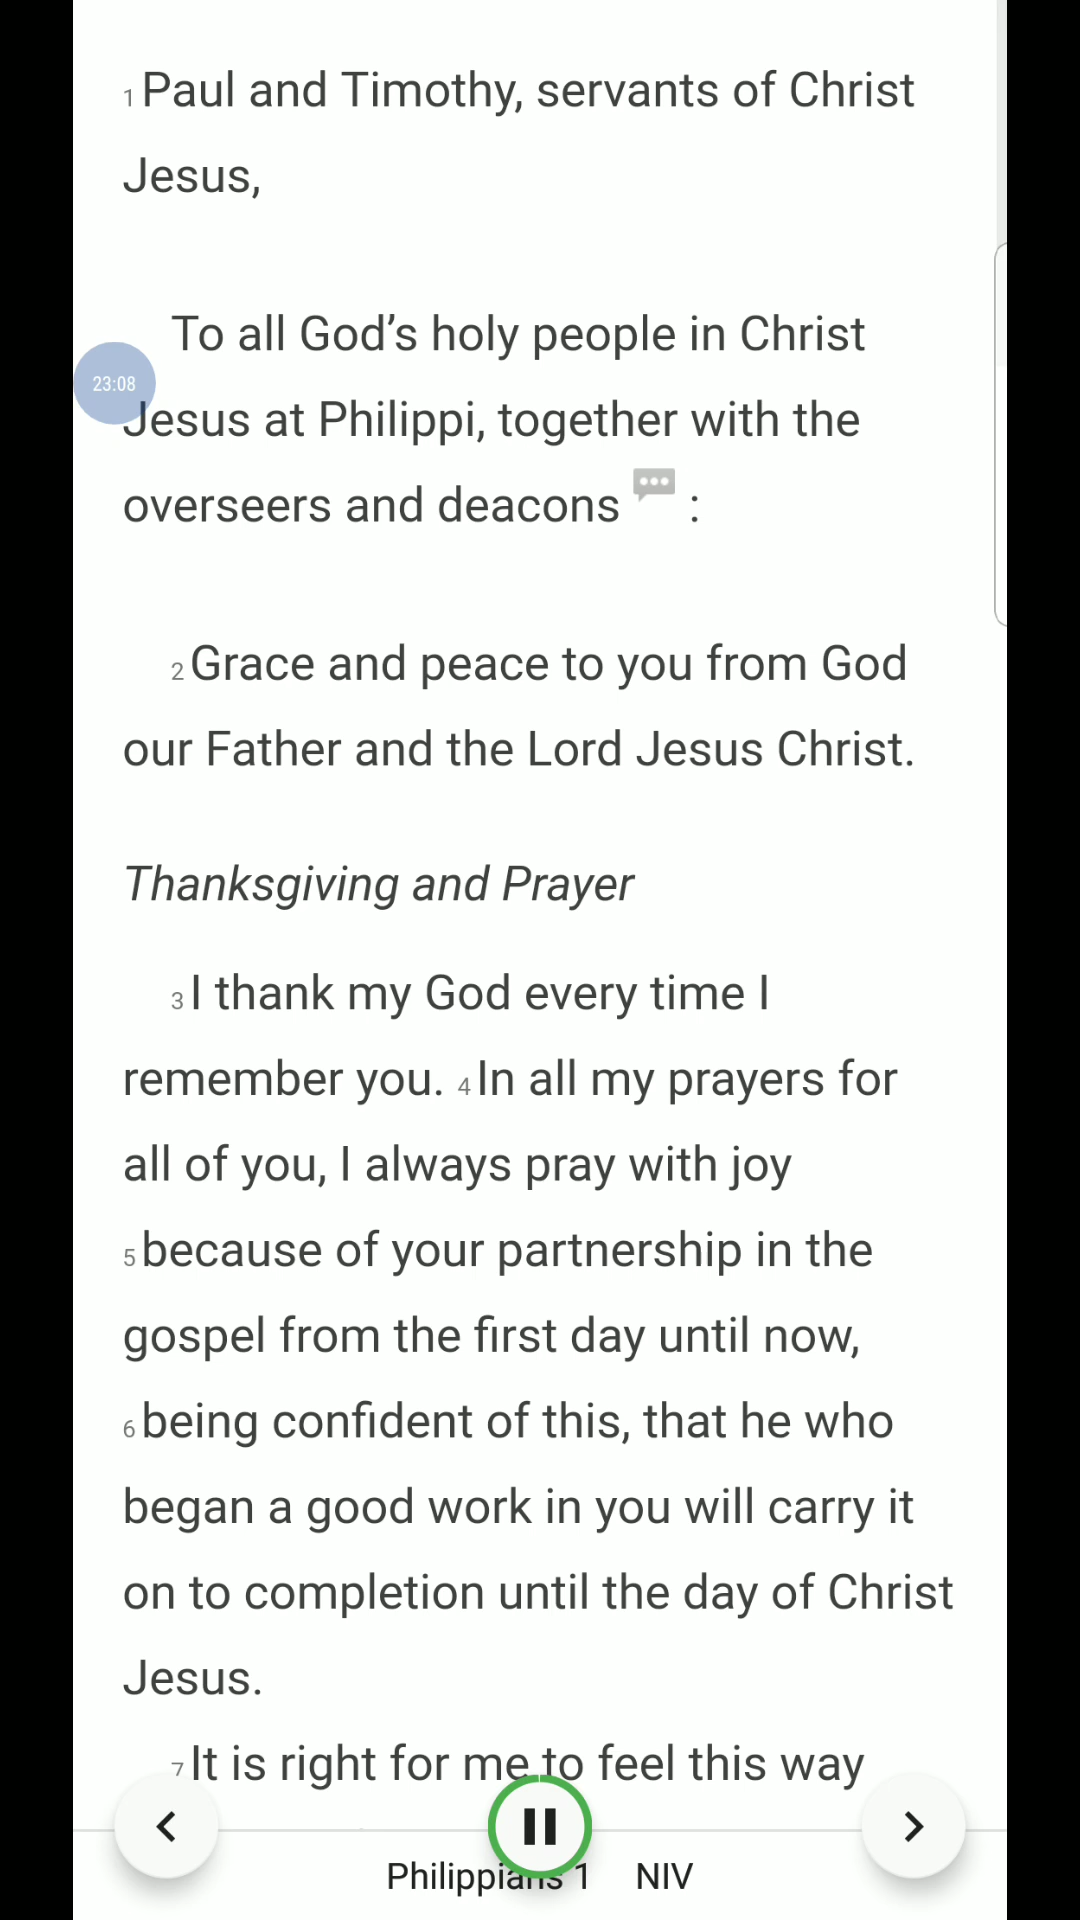 1 Paul and Timothy, servants of Christ
Jesus,
To all God’s holy people in Christ
23:08
Jesus at Philippi, together with the
overseers and deacons :
2 Grace and peace to you from God
our Father and the Lord Jesus Christ.
Thanksgiving and Prayer
3 I thank my God every time I
remember you. 4 In all my prayers for
all of you, I always pray with joy
5 because of your partnership in the
gospel from the first day until now,
6 being confident of this, that he who
began a good work in you will carry it
on to completion until the day of Christ
Jesus.
7 It is right for me to feel this way
Philippians 1 NIV